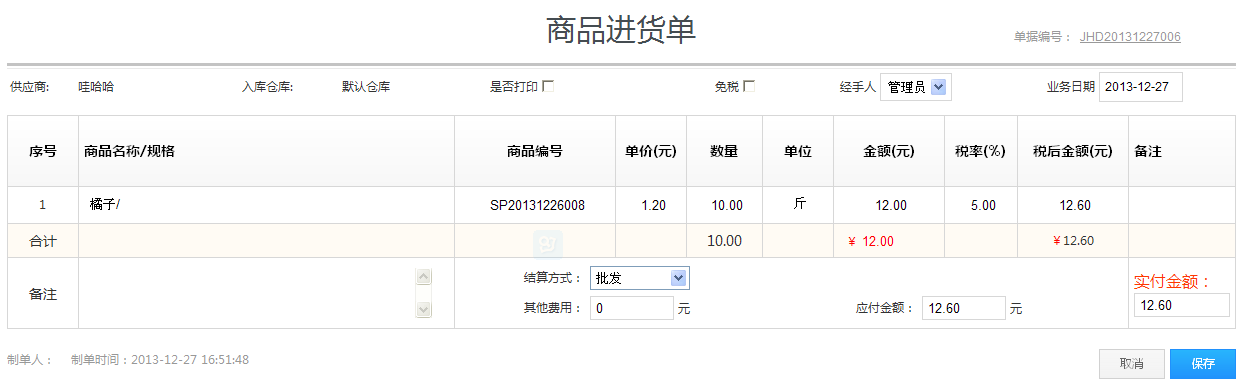 商品进货单
单据编号： JHD20131227006
供应商: 哇哈哈 入库仓库: 默认仓库 是否打印 免税 经手人 管理员 业务日期 2013-12-27
序号 商品名称/规格 商品编号 单价(元) 数量 单位 金额(元) 税率(%) 税后金额(元) 备注
1 橘子/ SP20131226008 1.20 10.00 斤 12.00 5.00 12.60
合计 10.00 ¥ 12.00 ¥12.60
备注 结算方式： 批发 实付金额：
其他费用： 0 元 应付金额： 12.60 元 12.60
制单人： 制单时间：2013-12-27 16:51:48 取消 保存